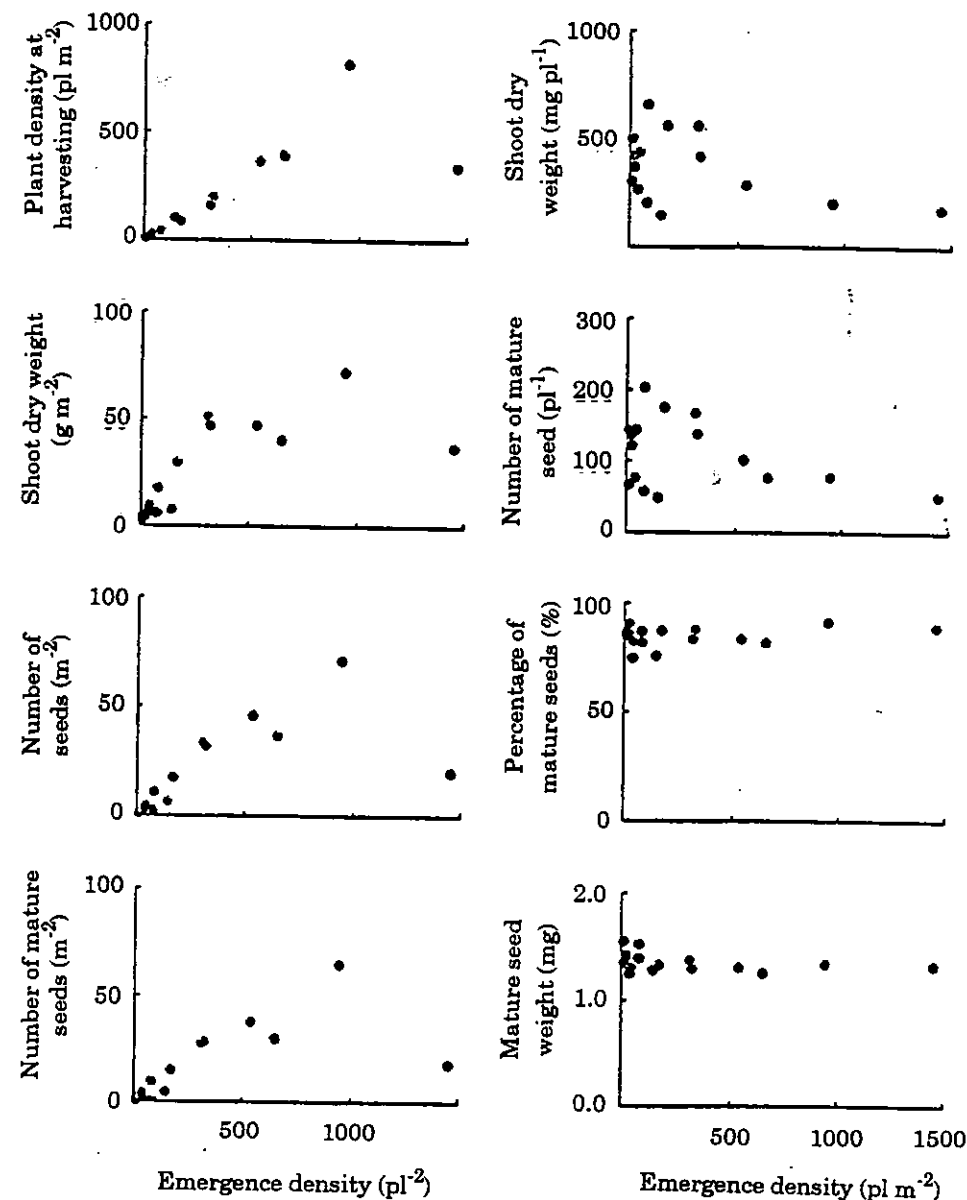 Plant density at
harvesting (pl m⁻²)
1000
500
0
Shoot dry
weight (mg pl⁻¹)
1000
500
Shoot dry weight
(g m⁻²)
100
50
0
Number of mature
seed (pl⁻¹)
300
200
100
0
Number of
seeds (m⁻²)
100
50
0
Percentage of
mature seeds (%)
100
50
0
Number of mature
seeds (m⁻²)
100
50
0
500 1000
Emergence density (pl⁻²)
Mature seed
weight (mg)
2.0
1.0
0.0
500 1000 1500
Emergence density (pl m⁻²)